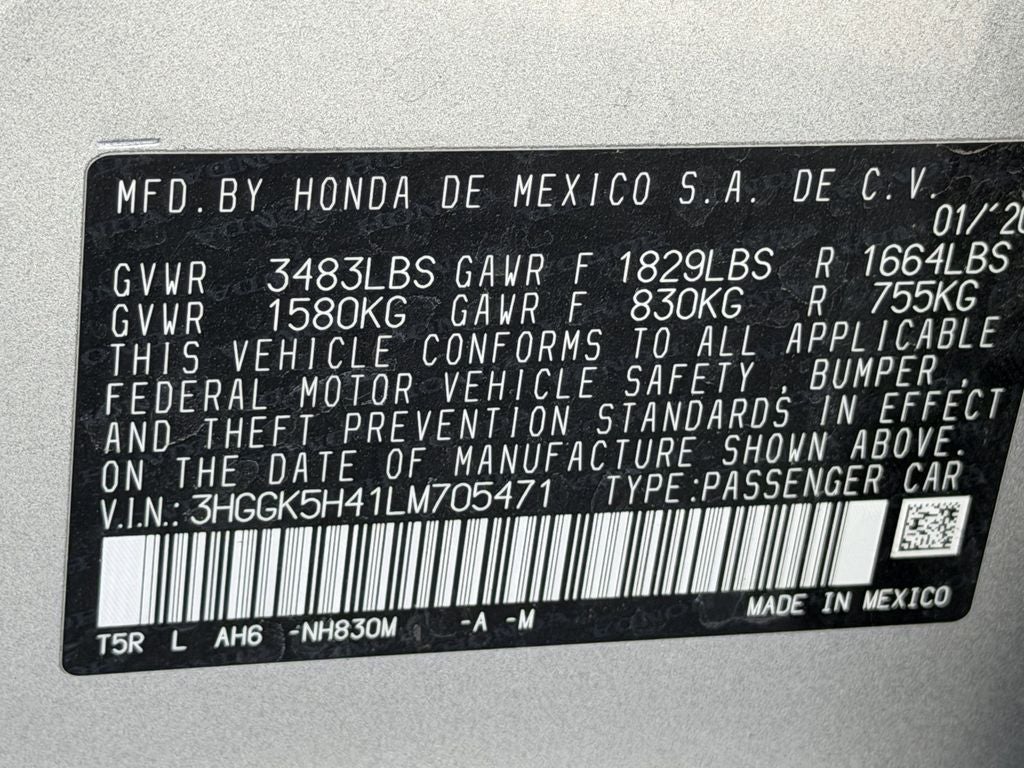 MFD. BY HONDA DE MEXICO S.A. DE C.V.
01/'20
GVWR 3483LBS GAWR F 1829LBS R 1664LBS
GVWR 1580KG GAWR F 830KG R 755KG
THIS VEHICLE CONFORMS TO ALL APPLICABLE
FEDERAL MOTOR VEHICLE SAFETY , BUMPER ,
AND THEFT PREVENTION STANDARDS IN EFFECT
ON THE DATE OF MANUFACTURE SHOWN ABOVE.
V.I.N.: 3HGGK5H41LM705471 TYPE:PASSENGER CAR
MADE IN MEXICO
T5R L AH6 -NH830M -A -M